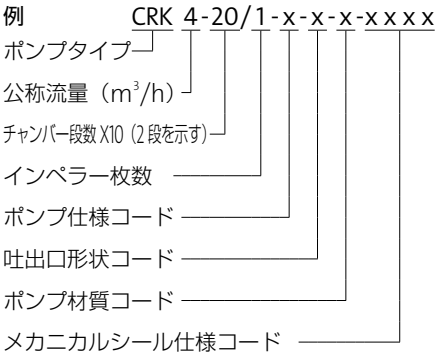 例 CRK 4-20/1-x-x-x-xxxx
ポンプタイプ
公称流量（m³/h）
チャンバー段数X10（2段を示す）
インペラー枚数
ポンプ仕様コード
吐出口形状コード
ポンプ材質コード
メカニカルシール仕様コード